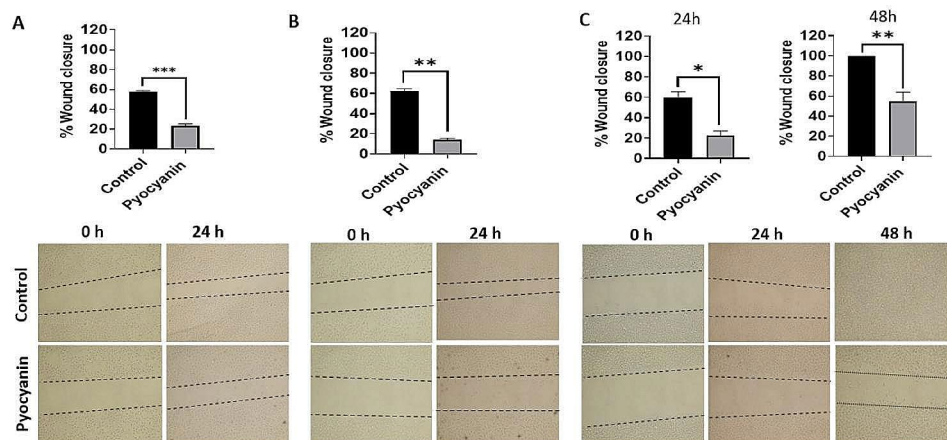 A
% Wound closure
120
100
80
60
40
20
0
***
Control
Pyocyanin
B
% Wound closure
120
100
80
60
40
20
0
**
Control
Pyocyanin
C
24h
% Wound closure
120
100
80
60
40
20
0
*
Control
Pyocyanin
48h
% Wound closure
120
100
80
60
40
20
0
**
Control
Pyocyanin
0 h
24 h
0 h
24 h
0 h
24 h
48 h
Control
Pyocyanin